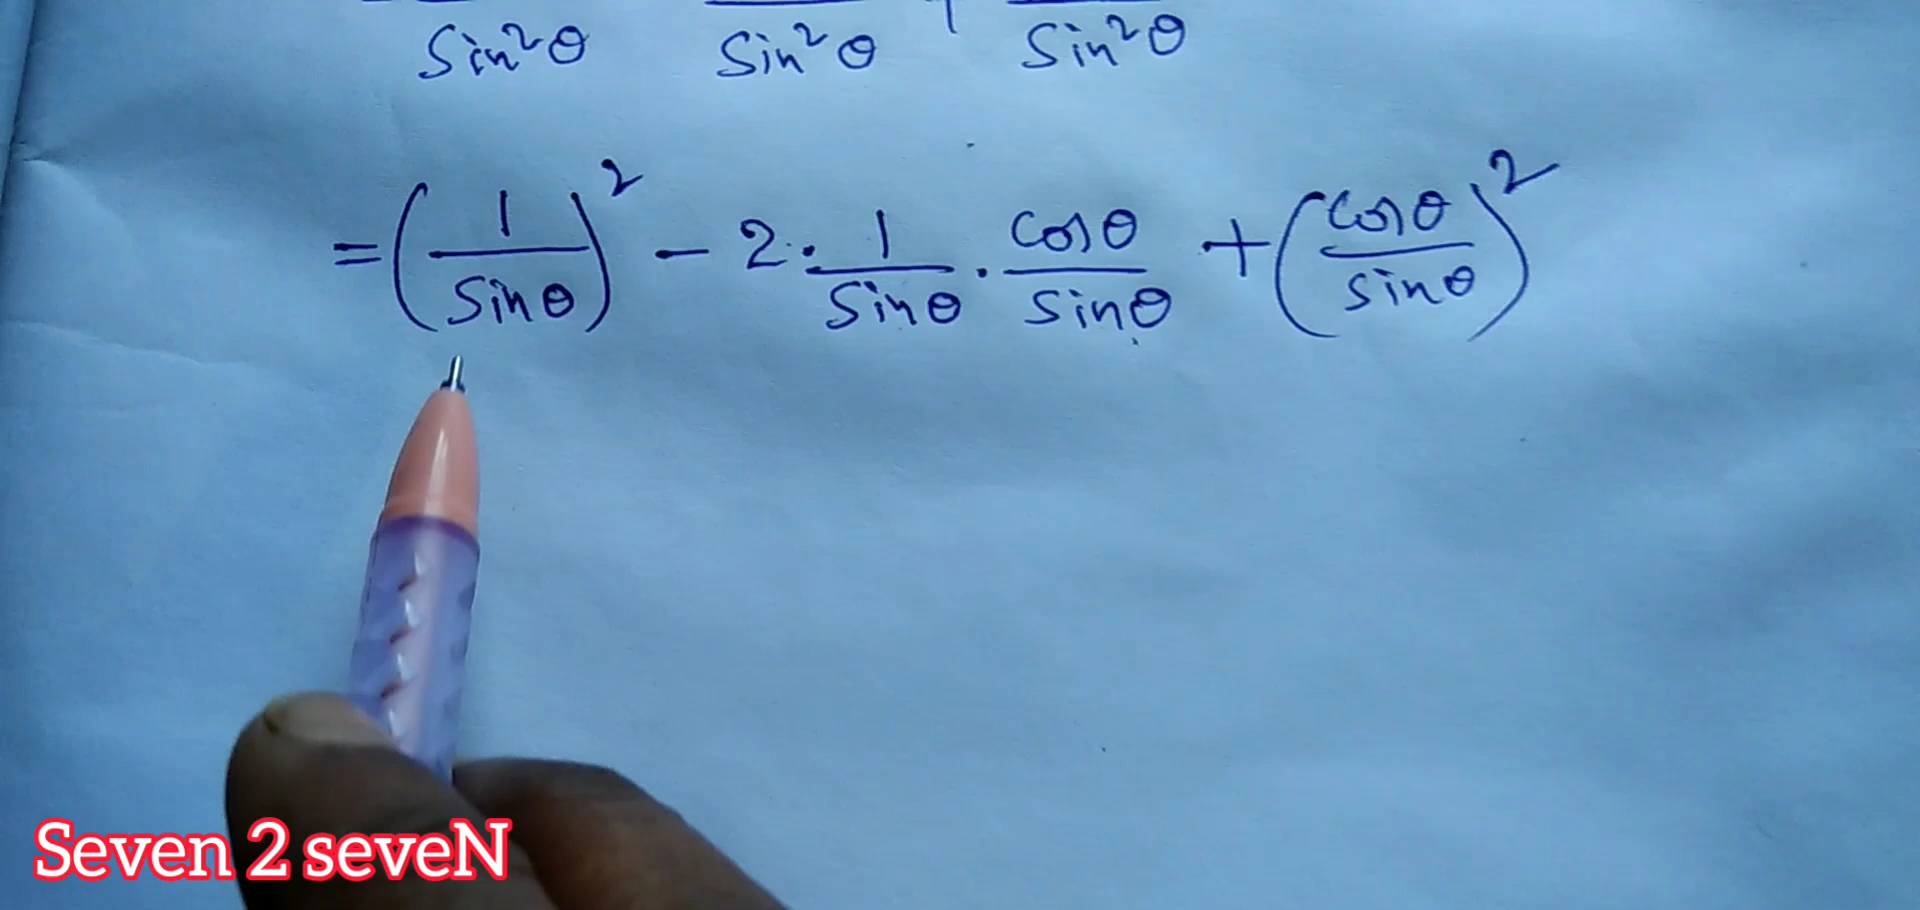 Sin²θ Sin²θ Sin²θ
= (1/Sinθ)² - 2 · 1/Sinθ · cosθ/Sinθ + (cosθ/sinθ)²
Seven 2 seveN